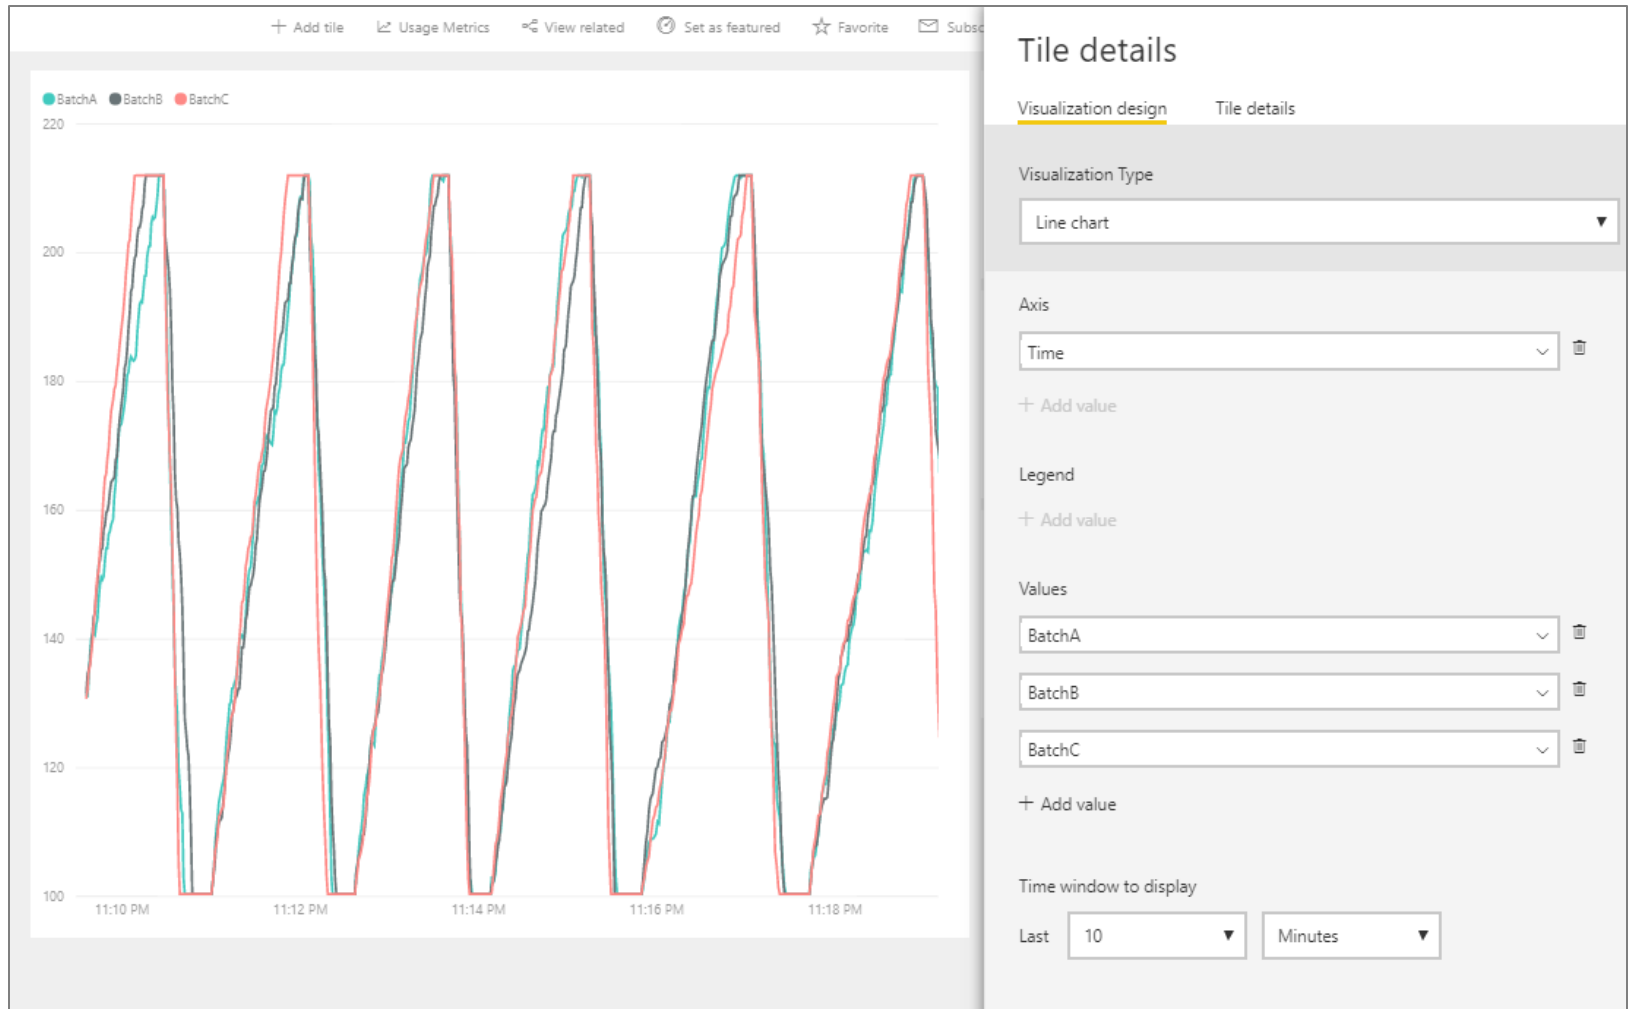 Add tile Usage Metrics View related Set as featured Favorite Subsc
BatchA BatchB BatchC
220
200
180
160
140
120
100
11:10 PM 11:12 PM 11:14 PM 11:16 PM 11:18 PM
Tile details
Visualization design Tile details
Visualization Type
Line chart
Axis
Time
+ Add value
Legend
+ Add value
Values
BatchA
BatchB
BatchC
+ Add value
Time window to display
Last 10 Minutes